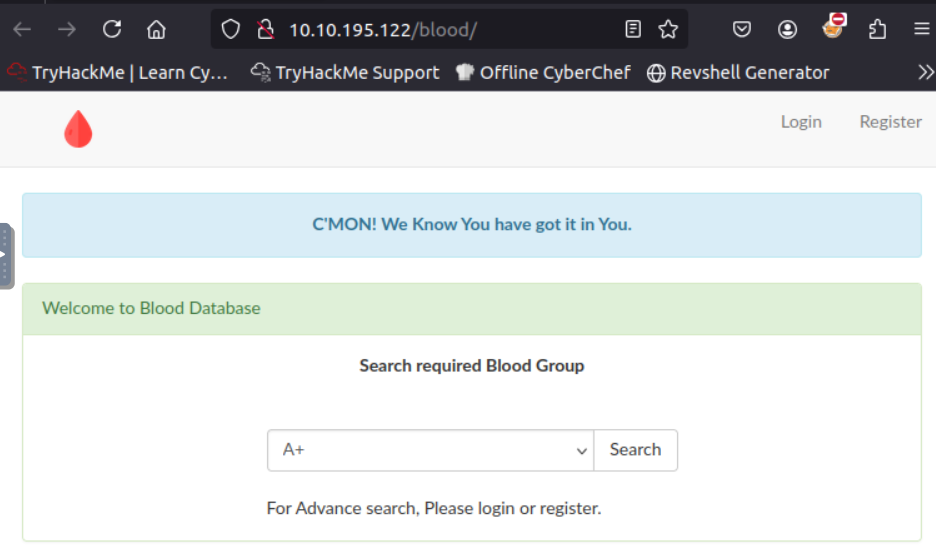 10.10.195.122/blood/
TryHackMe | Learn Cy... TryHackMe Support Offline CyberChef Revshell Generator
Login Register
C'MON! We Know You have got it in You.
Welcome to Blood Database
Search required Blood Group
A+ Search
For Advance search, Please login or register.